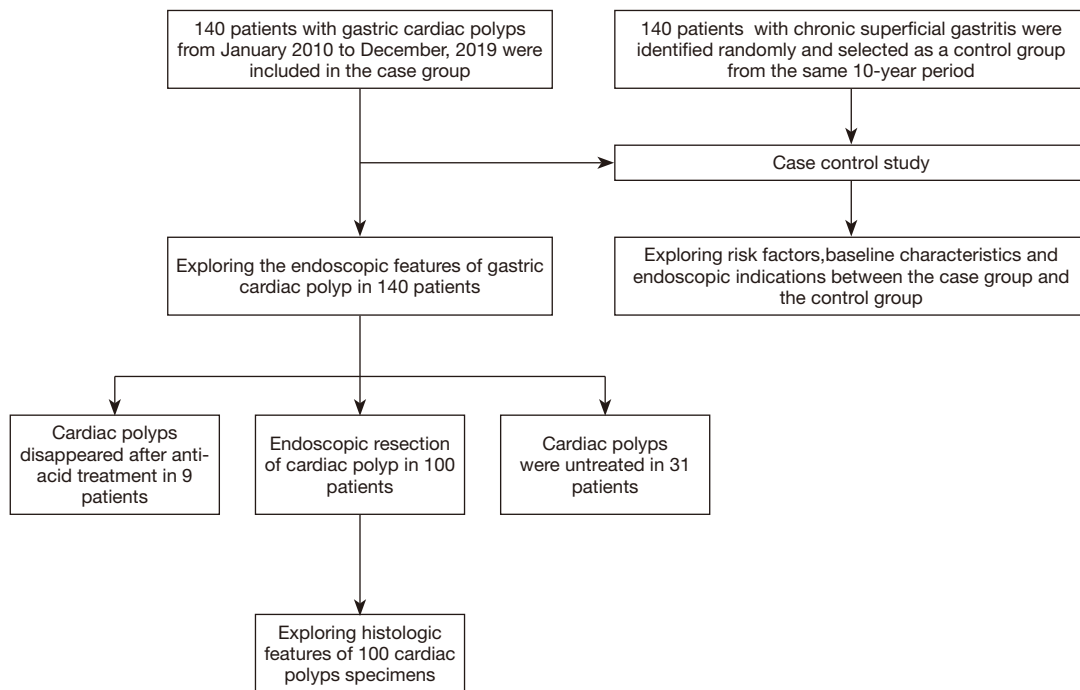 140 patients with gastric cardiac polyps
from January 2010 to December, 2019 were
included in the case group
140 patients with chronic superficial gastritis were
identified randomly and selected as a control group
from the same 10-year period
Case control study
Exploring the endoscopic features of gastric
cardiac polyp in 140 patients
Exploring risk factors,baseline characteristics and
endoscopic indications between the case group and
the control group
Cardiac polyps
disappeared after anti-
acid treatment in 9
patients
Endoscopic resection
of cardiac polyp in 100
patients
Cardiac polyps
were untreated in 31
patients
Exploring histologic
features of 100 cardiac
polyps specimens